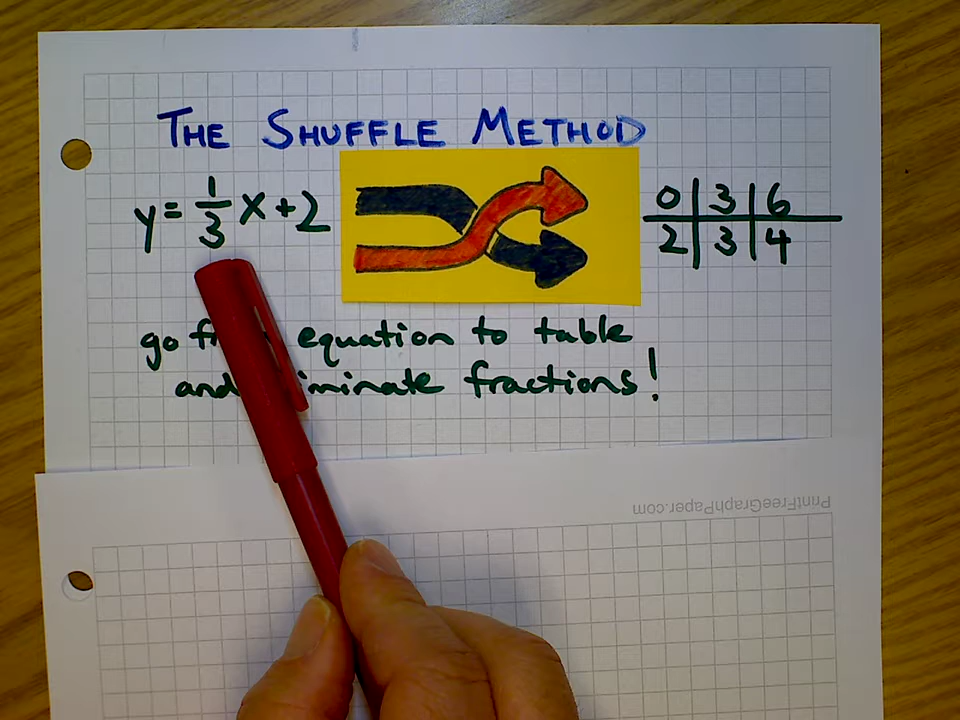 THE SHUFFLE METHOD
y = 1/3 x + 2
0 | 3 | 6
2 | 3 | 4
go equation to table
and fractions!
PrintFreeGraphPaper.com